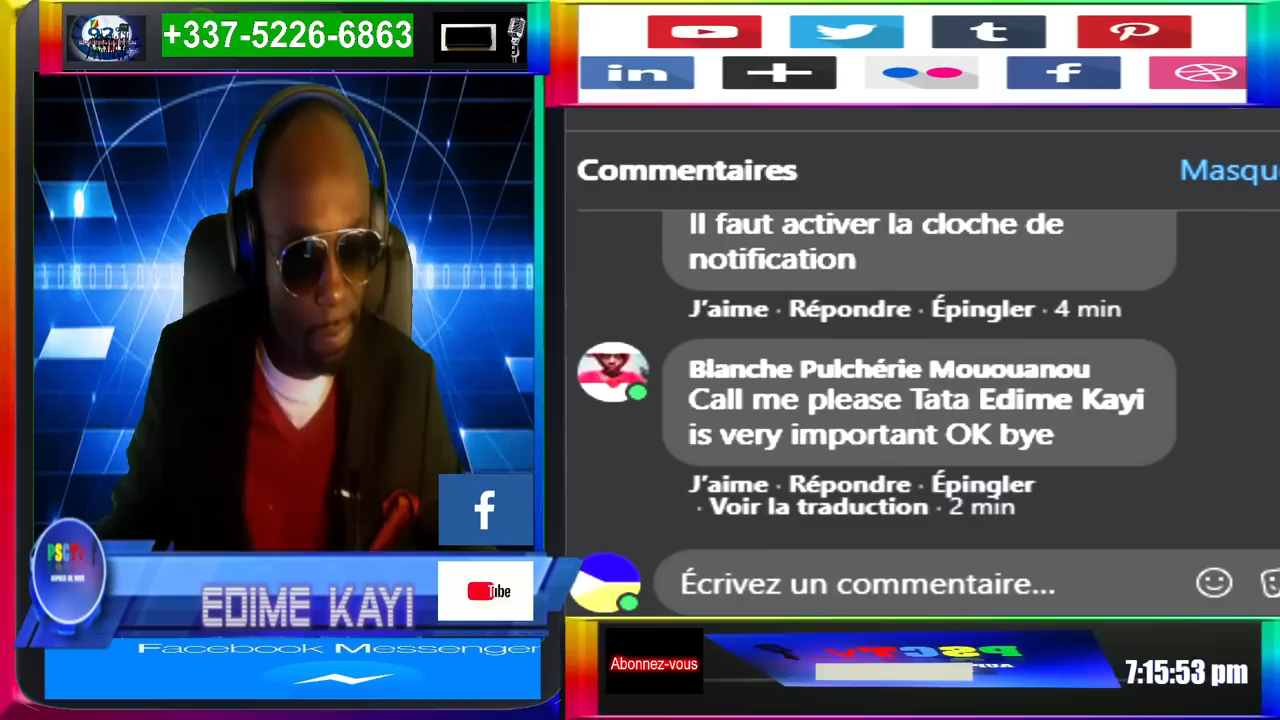 +337-5226-6863
Commentaires
Masqu
Il faut activer la cloche de
notification
J'aime · Répondre · Épingler · 4 min
Blanche Pulchérie Mououanou
Call me please Tata Edime Kayi
is very important OK bye
J'aime · Répondre · Épingler
· Voir la traduction · 2 min
Écrivez un commentaire...
PSCTV
EDIME KAYI
Tube
Facebook Messenger
Abonnez-vous
7:15:53 pm